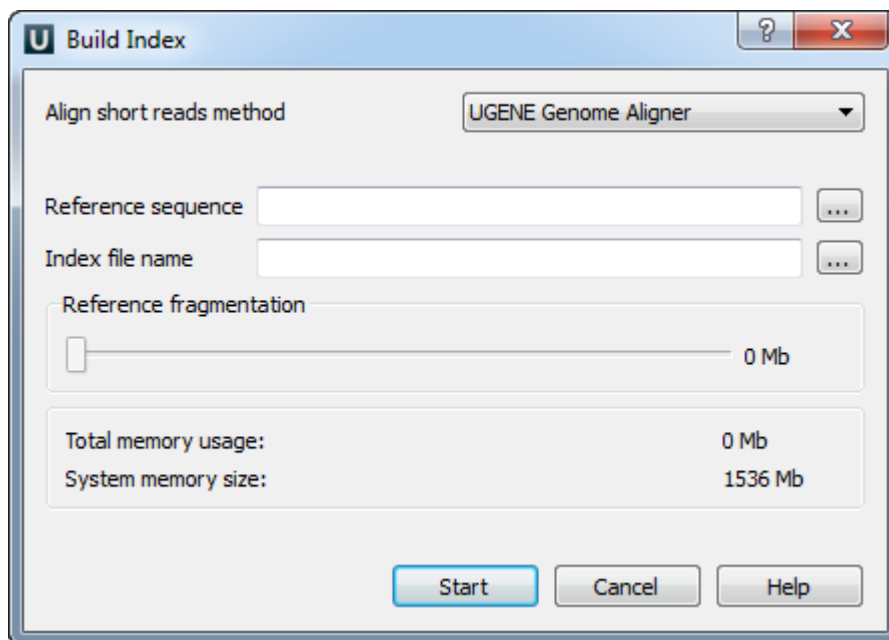 U Build Index
Align short reads method UGENE Genome Aligner
Reference sequence ...
Index file name ...
Reference fragmentation
0 Mb
Total memory usage: 0 Mb
System memory size: 1536 Mb
Start Cancel Help